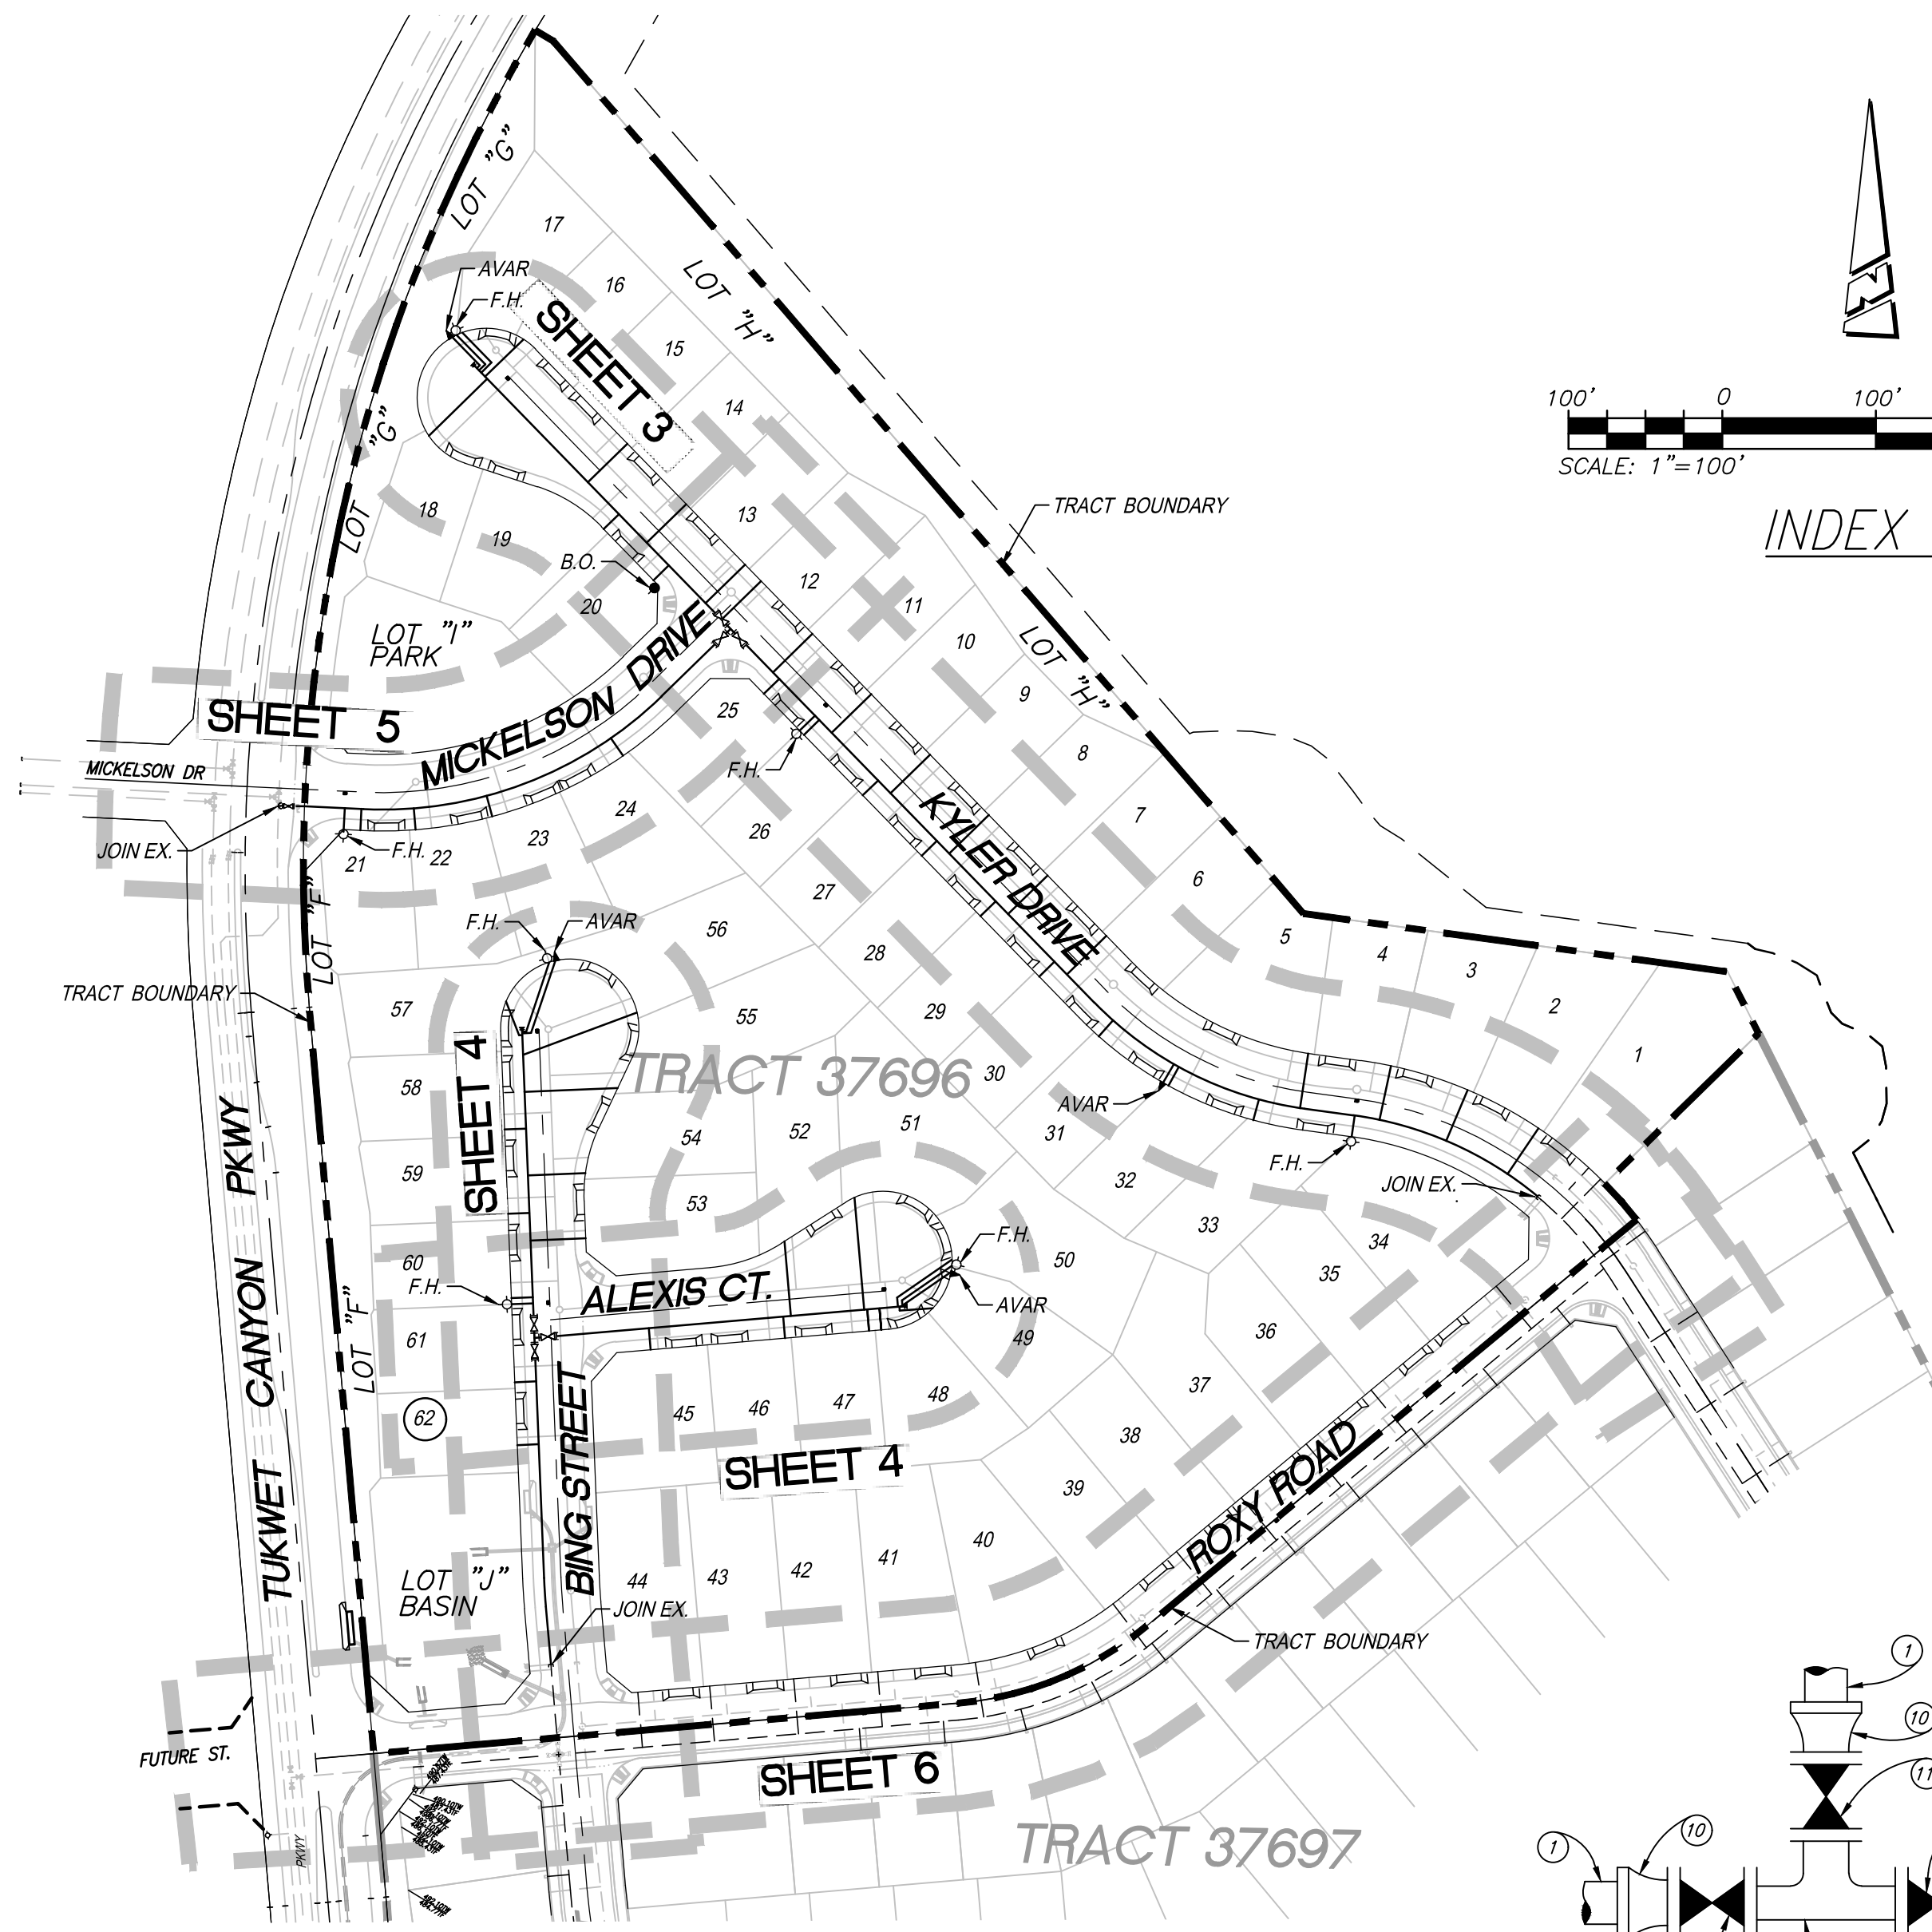 LOT "G"
17
AVAR
F.H.
16
LOT "H"
SHEET 3
15
14
100'
0
100'
SCALE: 1"=100'
INDEX
LOT "G"
18
19
13
TRACT BOUNDARY
B.O.
20
12
11
10
LOT "I"
PARK
LOT "H"
9
8
SHEET 5
MICKELSON DRIVE
25
MICKELSON DR
F.H.
24
23
26
KYLER DRIVE
7
JOIN EX.
21
F.H.
22
6
27
LOT "F"
F.H.
AVAR
56
28
5
4
3
2
TRACT BOUNDARY
57
55
29
1
SHEET 4
TRACT 37696
58
30
AVAR
54
52
51
31
F.H.
59
53
32
JOIN EX.
TUKWET CANYON PKWY
33
34
60
F.H.
F.H.
50
35
ALEXIS CT.
AVAR
61
49
36
LOT "F"
37
62
45
46
47
48
38
BING STREET
SHEET 4
39
ROXY ROAD
40
41
42
43
44
LOT "J"
BASIN
JOIN EX.
TRACT BOUNDARY
1
10
FUTURE ST.
SHEET 6
11
PKWY
TRACT 37697
1
10